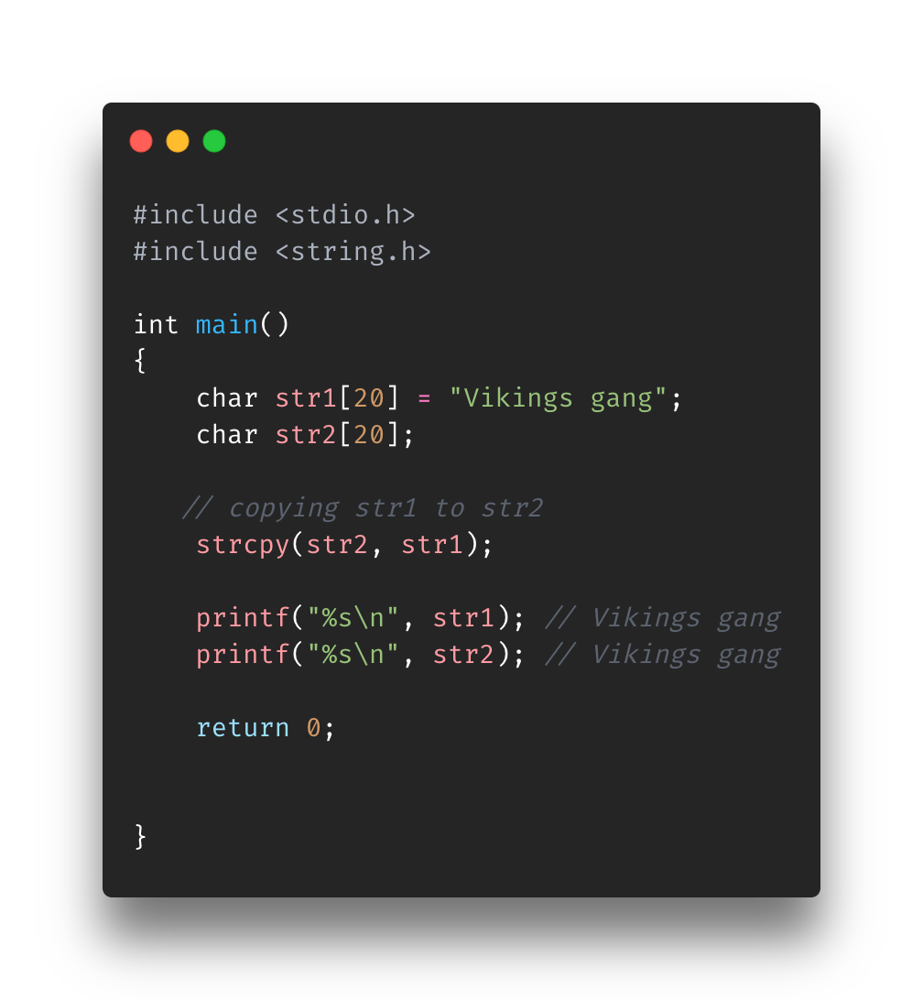 #include <stdio.h>
#include <string.h>
int main()
{
char str1[20] = "Vikings gang";
char str2[20];
// copying str1 to str2
strcpy(str2, str1);
printf("%s\n", str1); // Vikings gang
printf("%s\n", str2); // Vikings gang
return 0;
}